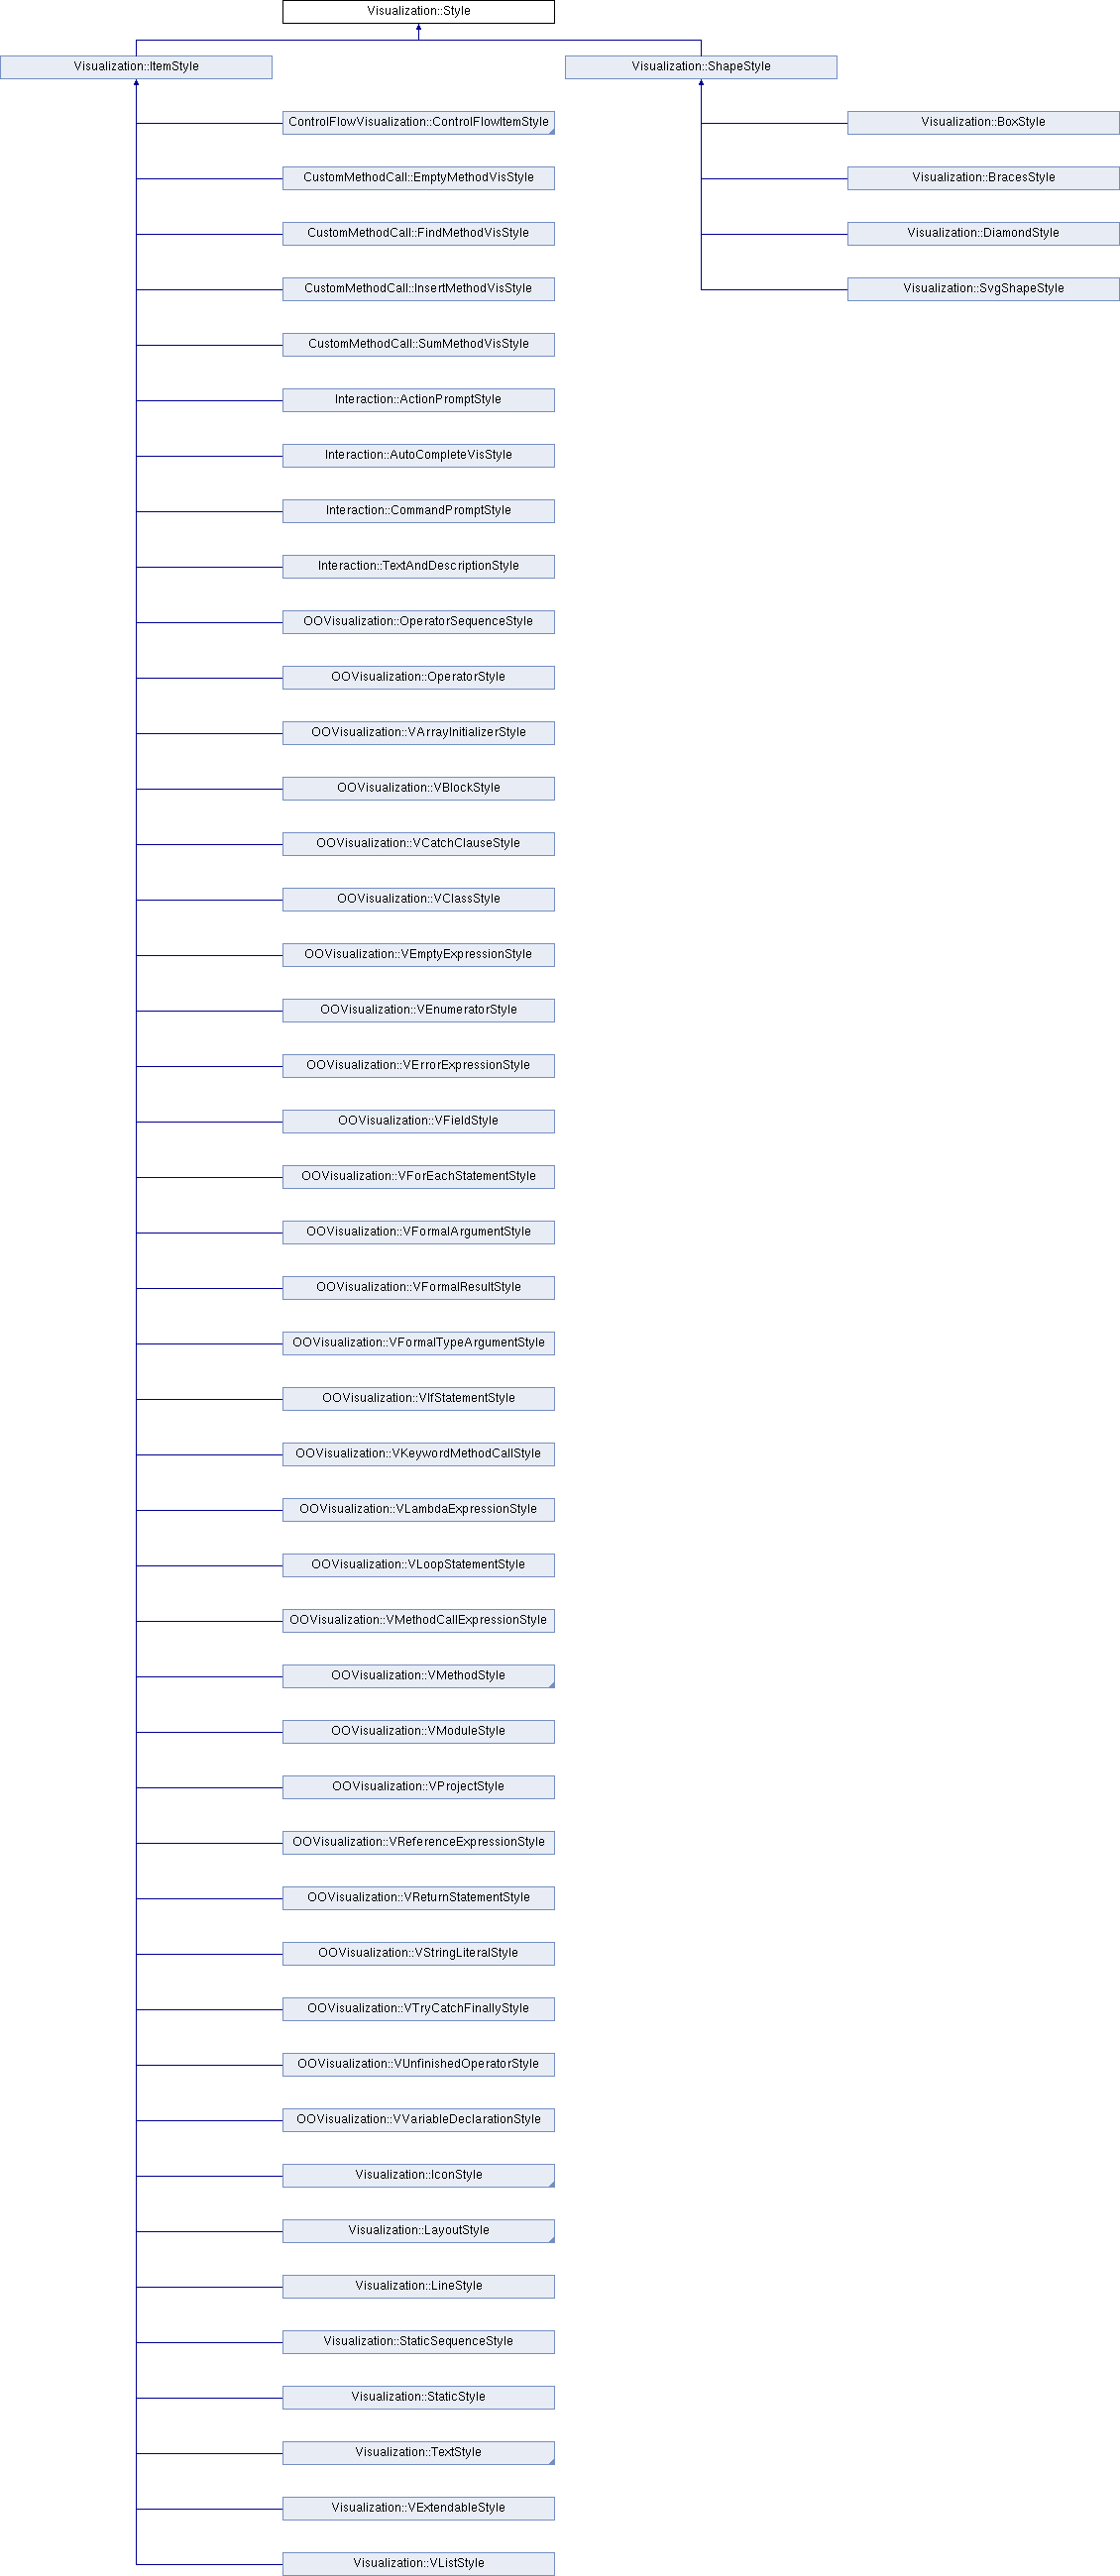 Visualization::Style
Visualization::ItemStyle
Visualization::ShapeStyle
ControlFlowVisualization::ControlFlowItemStyle
Visualization::BoxStyle
CustomMethodCall::EmptyMethodVisStyle
Visualization::BracesStyle
CustomMethodCall::FindMethodVisStyle
Visualization::DiamondStyle
CustomMethodCall::InsertMethodVisStyle
Visualization::SvgShapeStyle
CustomMethodCall::SumMethodVisStyle
Interaction::ActionPromptStyle
Interaction::AutoCompleteVisStyle
Interaction::CommandPromptStyle
Interaction::TextAndDescriptionStyle
OOVisualization::OperatorSequenceStyle
OOVisualization::OperatorStyle
OOVisualization::VArrayInitializerStyle
OOVisualization::VBlockStyle
OOVisualization::VCatchClauseStyle
OOVisualization::VClassStyle
OOVisualization::VEmptyExpressionStyle
OOVisualization::VEnumeratorStyle
OOVisualization::VErrorExpressionStyle
OOVisualization::VFieldStyle
OOVisualization::VForEachStatementStyle
OOVisualization::VFormalArgumentStyle
OOVisualization::VFormalResultStyle
OOVisualization::VFormalTypeArgumentStyle
OOVisualization::VIfStatementStyle
OOVisualization::VKeywordMethodCallStyle
OOVisualization::VLambdaExpressionStyle
OOVisualization::VLoopStatementStyle
OOVisualization::VMethodCallExpressionStyle
OOVisualization::VMethodStyle
OOVisualization::VModuleStyle
OOVisualization::VProjectStyle
OOVisualization::VReferenceExpressionStyle
OOVisualization::VReturnStatementStyle
OOVisualization::VStringLiteralStyle
OOVisualization::VTryCatchFinallyStyle
OOVisualization::VUnfinishedOperatorStyle
OOVisualization::VVariableDeclarationStyle
Visualization::IconStyle
Visualization::LayoutStyle
Visualization::LineStyle
Visualization::StaticSequenceStyle
Visualization::StaticStyle
Visualization::TextStyle
Visualization::VExtendableStyle
Visualization::VListStyle